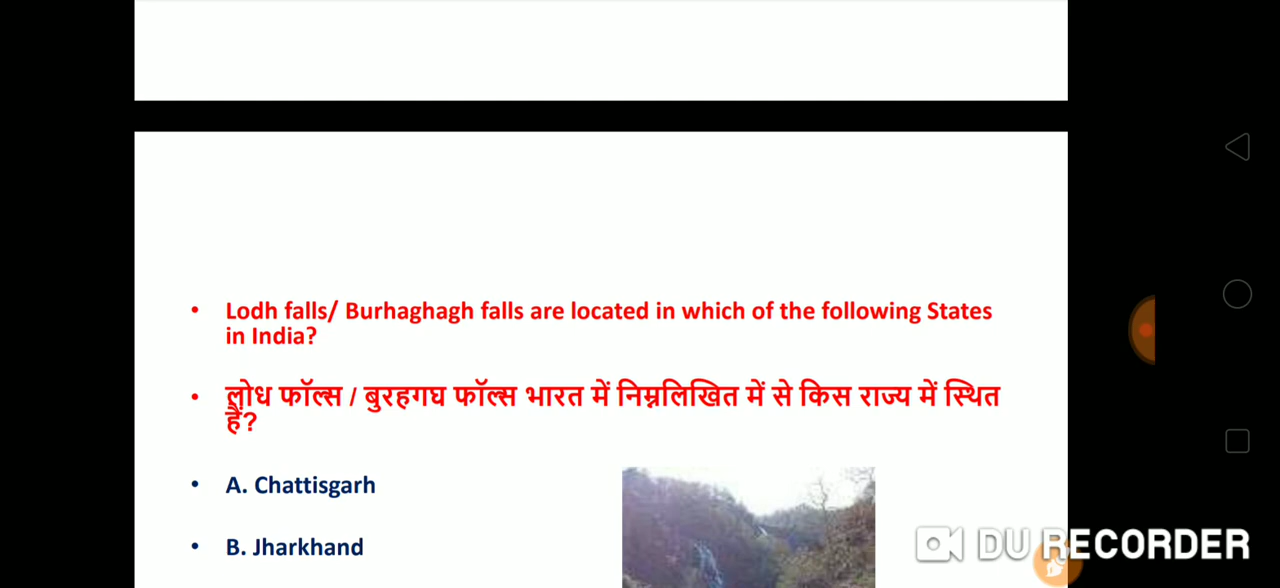 • Lodh falls/ Burhaghagh falls are located in which of the following States
in India?
• लोध फॉल्स / बुरहगघ फॉल्स भारत में निम्नलिखित में से किस राज्य में स्थित
हैं?
• A. Chattisgarh
• B. Jharkhand
DU RECORDER